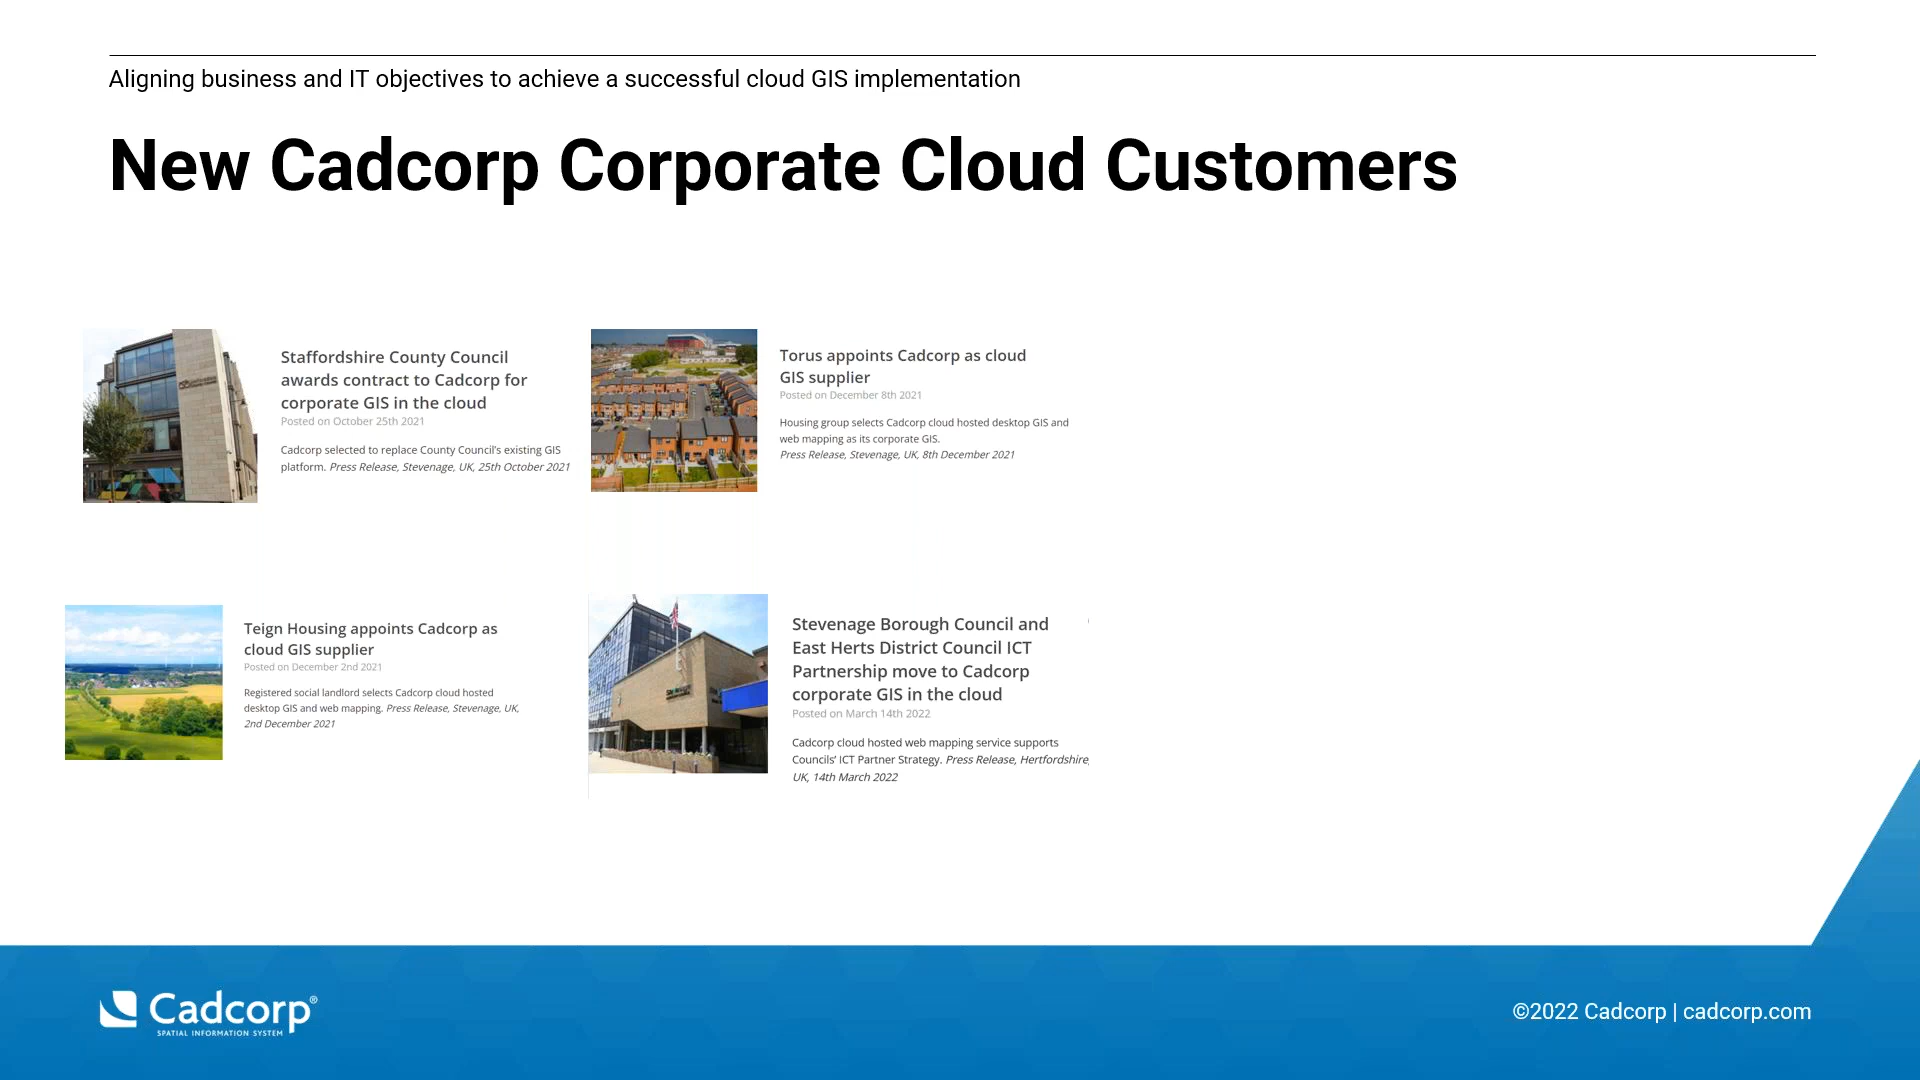 Aligning business and IT objectives to achieve a successful cloud GIS implementation
New Cadcorp Corporate Cloud Customers
Staffordshire County Council
awards contract to Cadcorp for
corporate GIS in the cloud
Posted on October 25th 2021
Cadcorp selected to replace County Council's existing GIS
platform. Press Release, Stevenage, UK, 25th October 2021
Torus appoints Cadcorp as cloud
GIS supplier
Posted on December 8th 2021
Housing group selects Cadcorp cloud hosted desktop GIS and
web mapping as its corporate GIS.
Press Release, Stevenage, UK, 8th December 2021
Teign Housing appoints Cadcorp as
cloud GIS supplier
Posted on December 2nd 2021
Registered social landlord selects Cadcorp cloud hosted
desktop GIS and web mapping. Press Release, Stevenage, UK,
2nd December 2021
Stevenage Borough Council and
East Herts District Council ICT
Partnership move to Cadcorp
corporate GIS in the cloud
Posted on March 14th 2022
Cadcorp cloud hosted web mapping service supports
Councils' ICT Partner Strategy. Press Release, Hertfordshire,
UK, 14th March 2022
Cadcorp®
SPATIAL INFORMATION SYSTEM
©2022 Cadcorp | cadcorp.com